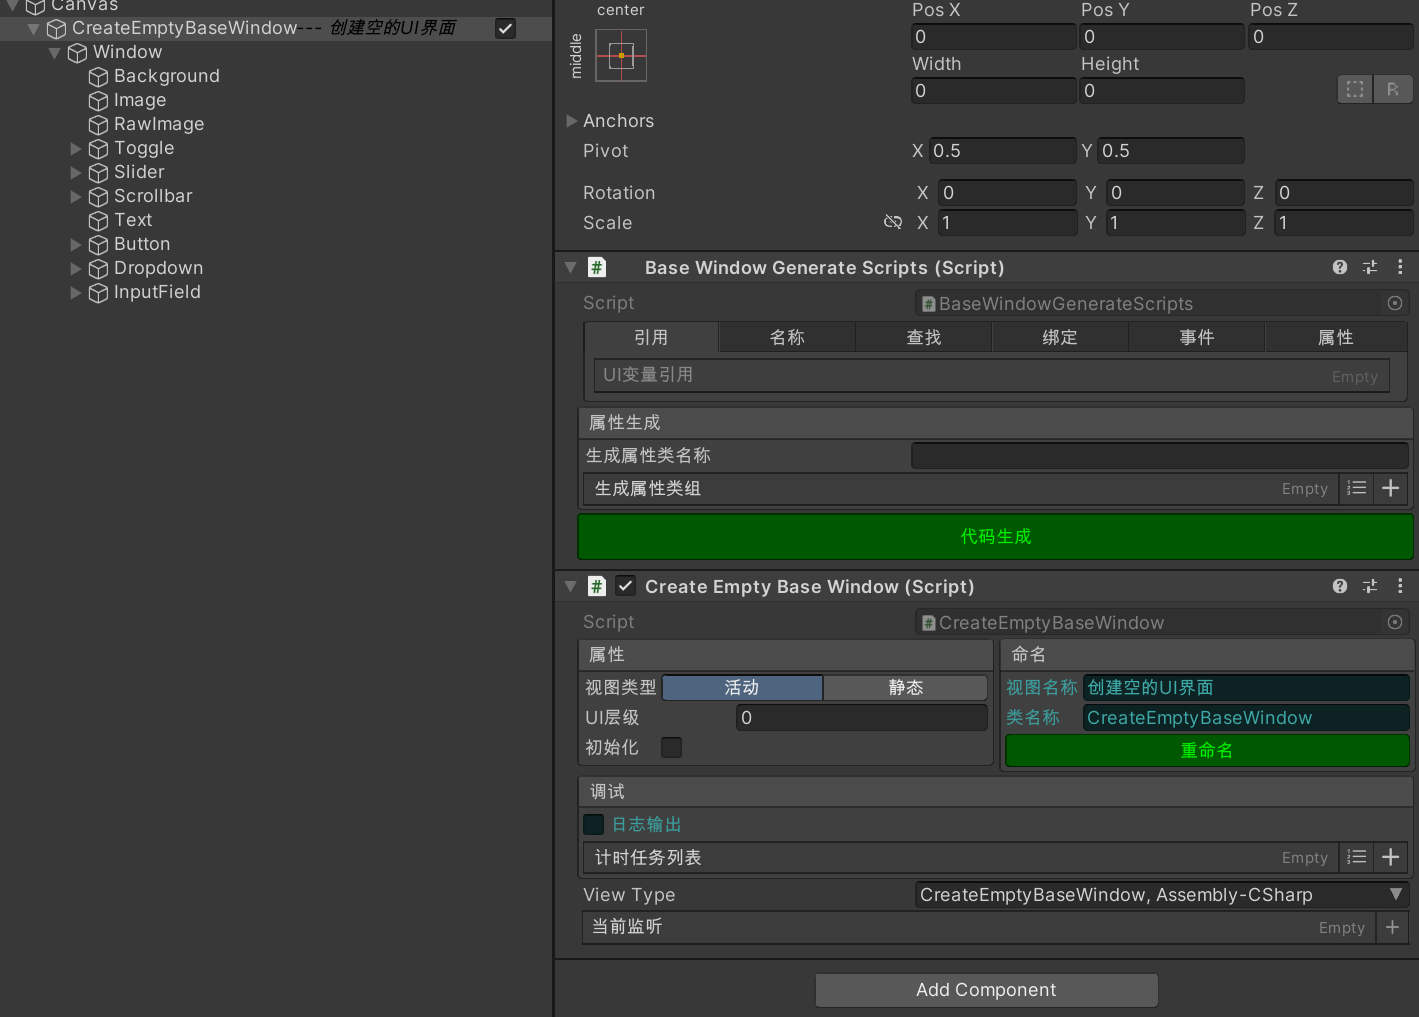 Canvas
CreateEmptyBaseWindow--- 创建空的UI界面
Window
Background
Image
RawImage
Toggle
Slider
Scrollbar
Text
Button
Dropdown
InputField
center
middle
Pos X Pos Y Pos Z
0 0 0
Width Height
0 0
R
Anchors
Pivot X 0.5 Y 0.5
Rotation X 0 Y 0 Z 0
Scale X 1 Y 1 Z 1
# Base Window Generate Scripts (Script)
Script # BaseWindowGenerateScripts
引用 名称 查找 绑定 事件 属性
UI变量引用 Empty
属性生成
生成属性类名称
生成属性类组 Empty
代码生成
# Create Empty Base Window (Script)
Script # CreateEmptyBaseWindow
属性
视图类型 活动 静态
UI层级 0
初始化
命名
视图名称 创建空的UI界面
类名称 CreateEmptyBaseWindow
重命名
调试
日志输出
计时任务列表 Empty
View Type CreateEmptyBaseWindow, Assembly-CSharp
当前监听 Empty
Add Component